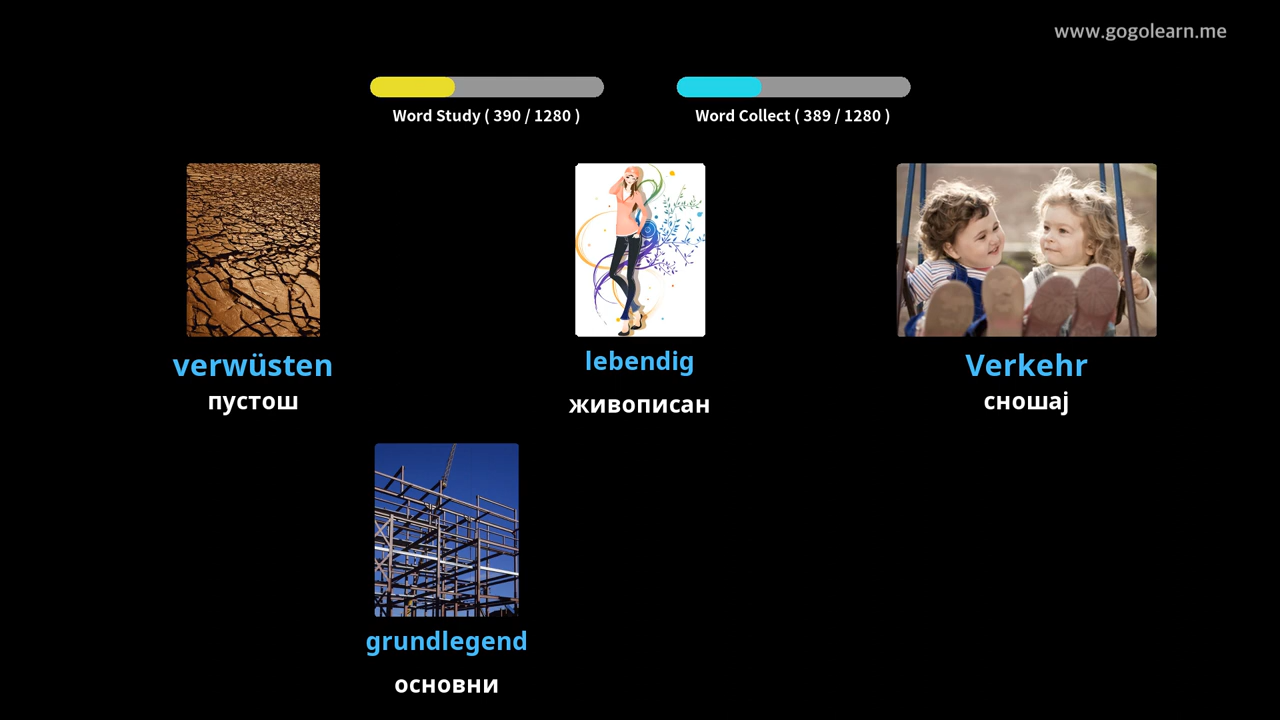 www.gogolearn.me
Word Study ( 390 / 1280 )
Word Collect ( 389 / 1280 )
verwüsten
пустош
lebendig
живописан
Verkehr
сношај
grundlegend
основни